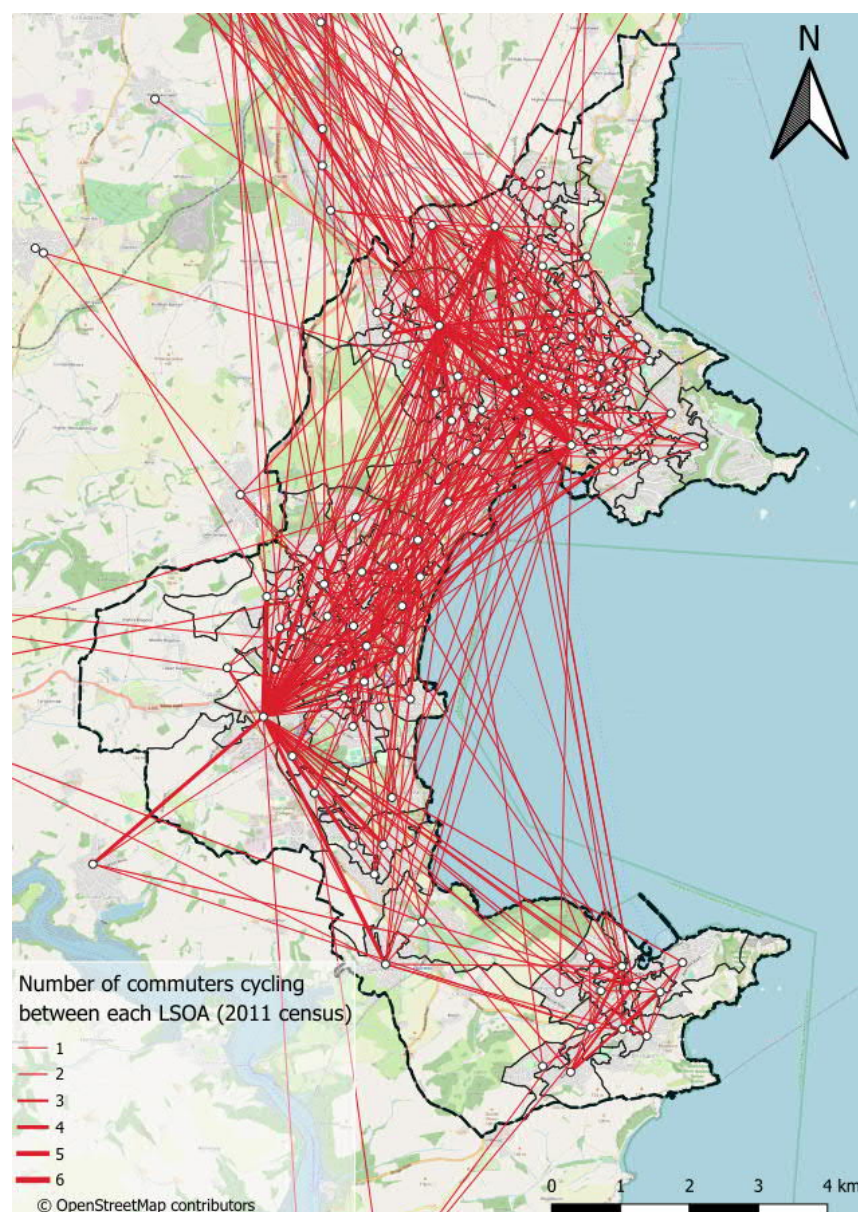 N
Number of commuters cycling
between each LSOA (2011 census)
1
2
3
4
5
6
© OpenStreetMap contributors
0 1 2 3 4 km